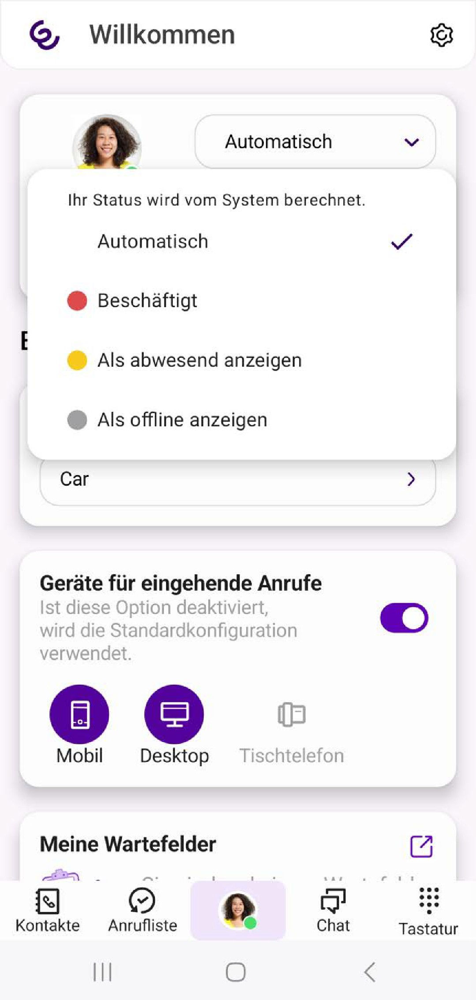 Willkommen
Automatisch
Ihr Status wird vom System berechnet.
Automatisch
Beschäftigt
Als abwesend anzeigen
Als offline anzeigen
Car
Geräte für eingehende Anrufe
Ist diese Option deaktiviert,
wird die Standardkonfiguration
verwendet.
Mobil Desktop Tischtelefon
Meine Wartefelder
Kontakte Anrufliste Chat Tastatur